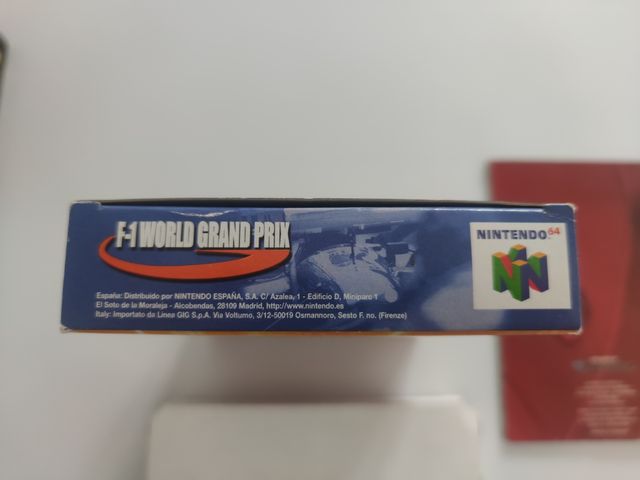 F-1 WORLD GRAND PRIX
NINTENDO 64
España: Distribuido por NINTENDO ESPAÑA, S.A. C/ Azalea, 1 - Edificio D, Miniparc 1
El Soto de la Moraleja - Alcobendas, 28109 Madrid, http://www.nintendo.es
Italy: Importato da Linea GIG S.p.A. Via Volturno, 3/12-50019 Osmannoro, Sesto F. no. (Firenze)